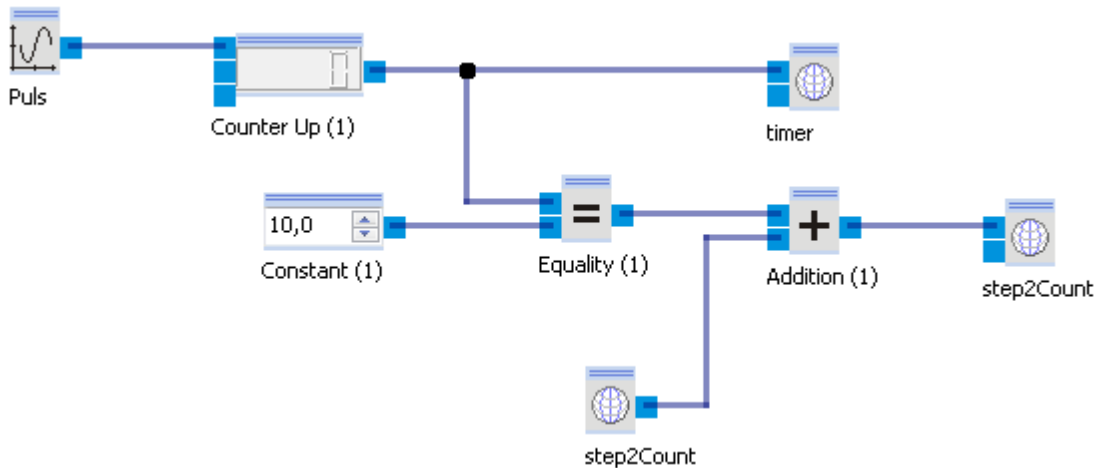 Puls
Counter Up (1)
timer
10,0
Constant (1)
=
Equality (1)
+
Addition (1)
step2Count
step2Count